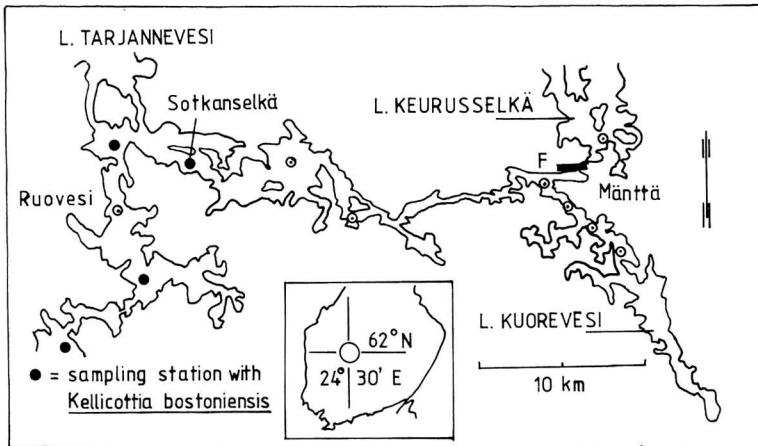 L. TARJANNEVESI
Sotkanselkä
L. KEURUSSELKÄ
F
Mänttä
Ruovesi
62° N
24° 30' E
L. KUOREVESI
10 km
● = sampling station with
Kellicottia bostoniensis